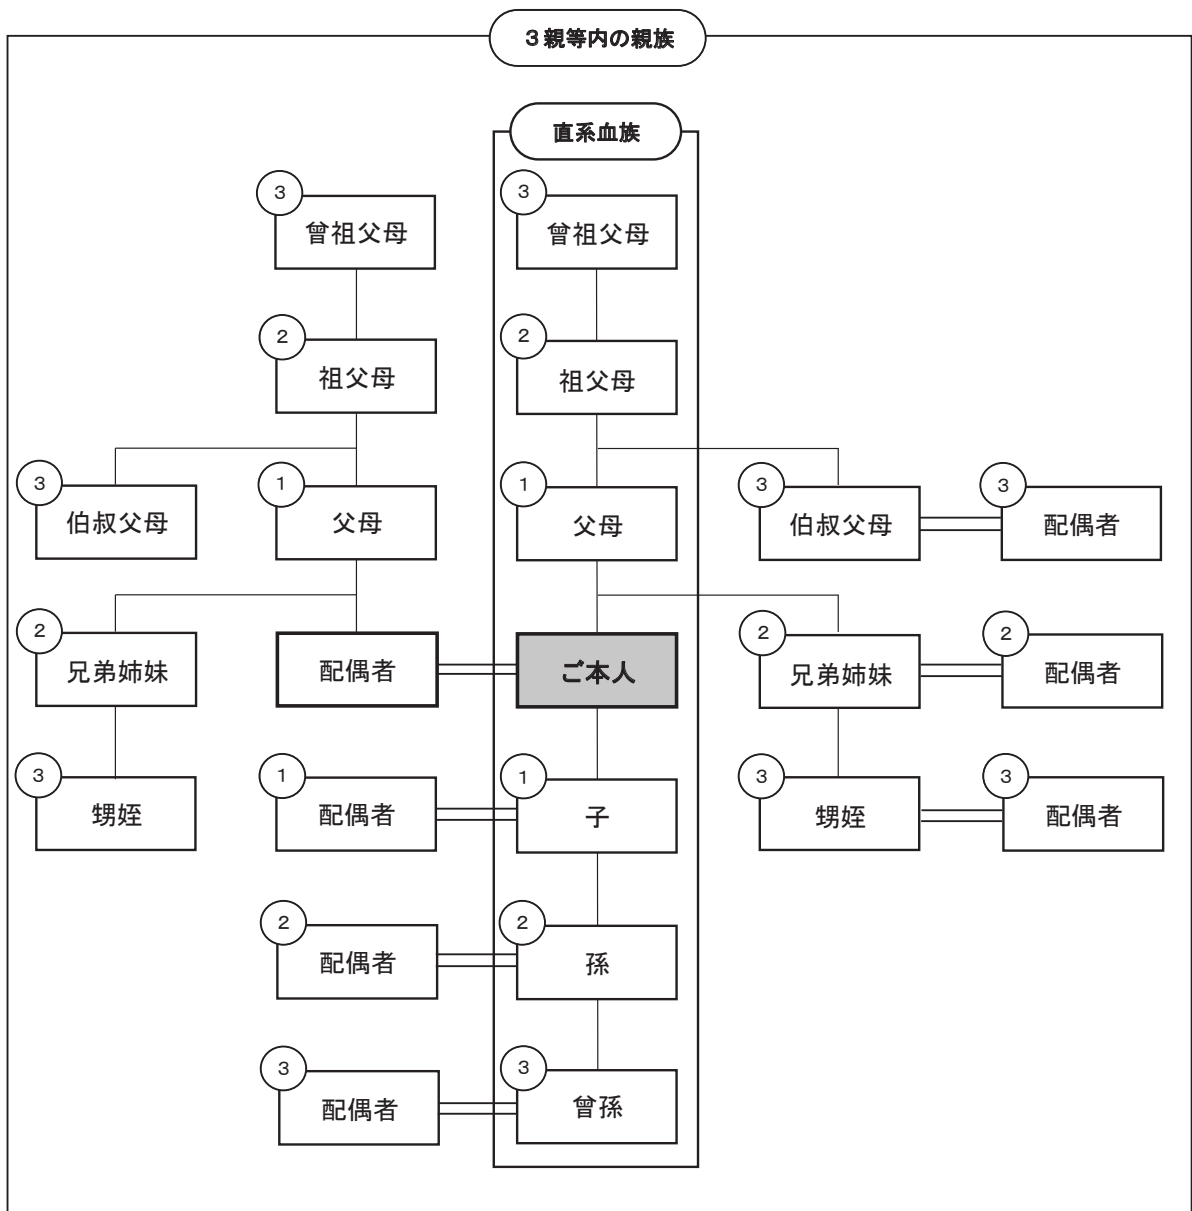 ３親等内の親族
直系血族
3
曾祖父母
3
曾祖父母
2
祖父母
2
祖父母
3
伯叔父母
1
父母
1
父母
3
伯叔父母
3
配偶者
2
兄弟姉妹
配偶者
ご本人
2
兄弟姉妹
2
配偶者
3
甥姪
1
配偶者
1
子
3
甥姪
3
配偶者
2
配偶者
2
孫
3
配偶者
3
曾孫